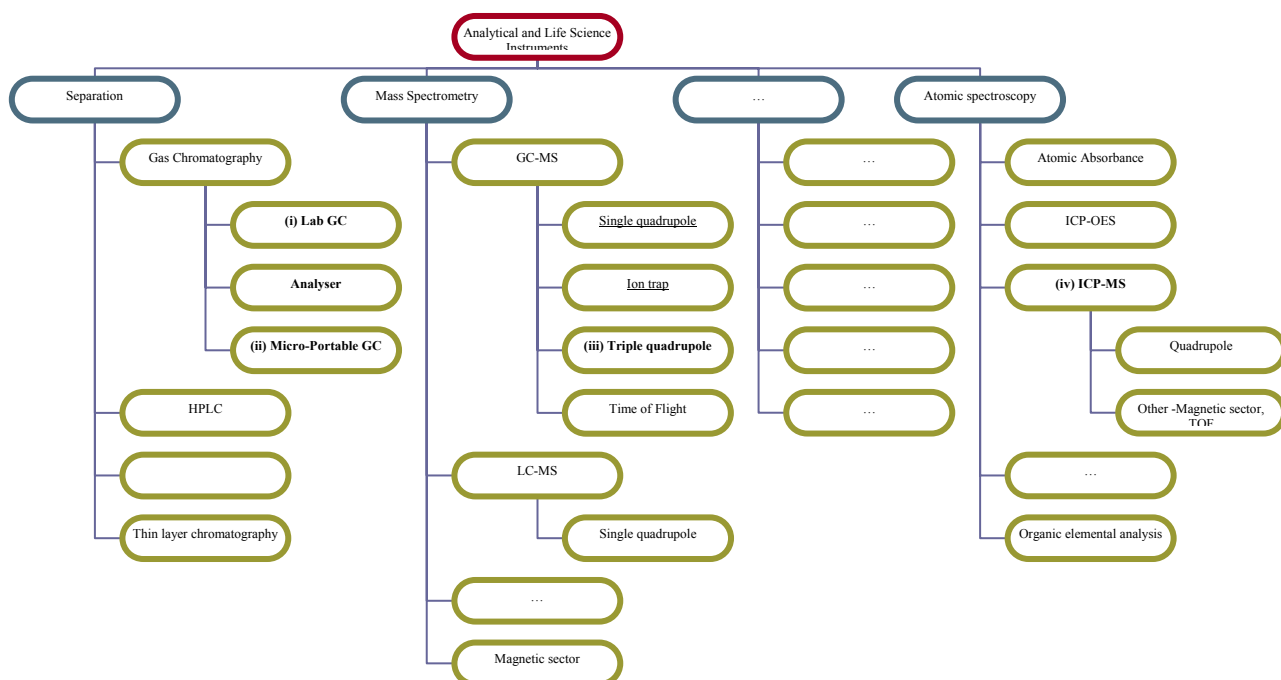 Analytical and Life Science
Instruments
Separation
Mass Spectrometry
…
Atomic spectroscopy
Gas Chromatography
(i) Lab GC
Analyser
(ii) Micro-Portable GC
HPLC
Thin layer chromatography
GC-MS
Single quadrupole
Ion trap
(iii) Triple quadrupole
Time of Flight
LC-MS
Single quadrupole
…
Magnetic sector
…
…
…
…
…
Atomic Absorbance
ICP-OES
(iv) ICP-MS
Quadrupole
Other -Magnetic sector,
TOF
…
Organic elemental analysis